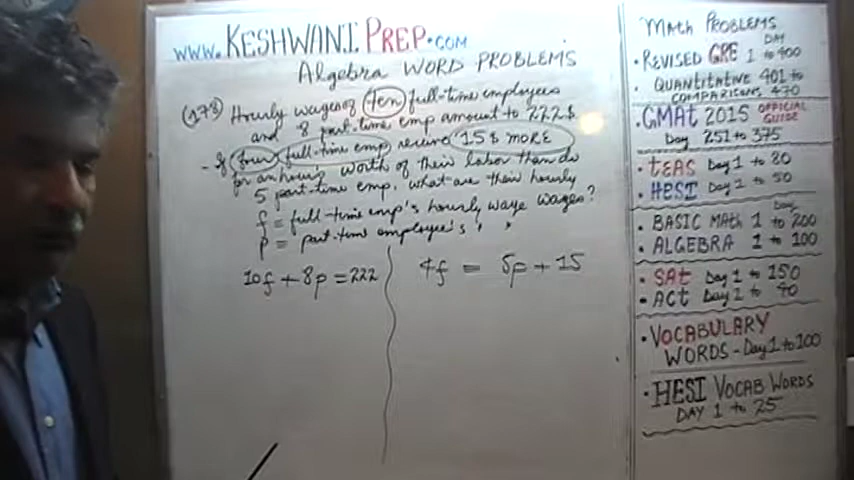 WWW.KESHWANI PREP.COM
Algebra WORD PROBLEMS
(173) Hourly wages of ten full-time employees
and 8 part-time emp amount to 222 $
- If four full-time emp receive 15 $ MORE
for an hours worth of their labor than do
5 part-time emp. what are their hourly
wages?
f = full-time emp's hourly wage
p = part-time employee's " "
10f + 8p = 222
4f = 5p + 15
MATH PROBLEMS
DAY
• REVISED GRE 1 to 400
• QUANTITATIVE 401 to
COMPARISONS 470
• GMAT 2015 OFFICIAL GUIDE
Day 251 to 375
• TEAS Day 1 to 80
• HESI Day 1 to 50
Day
• BASIC MATH 1 to 200
• ALGEBRA 1 to 100
• SAT Day 1 to 150
• ACT Day 1 to 40
• VOCABULARY
WORDS - Day 1 to 100
• HESI VOCAB WORDS
DAY 1 to 25